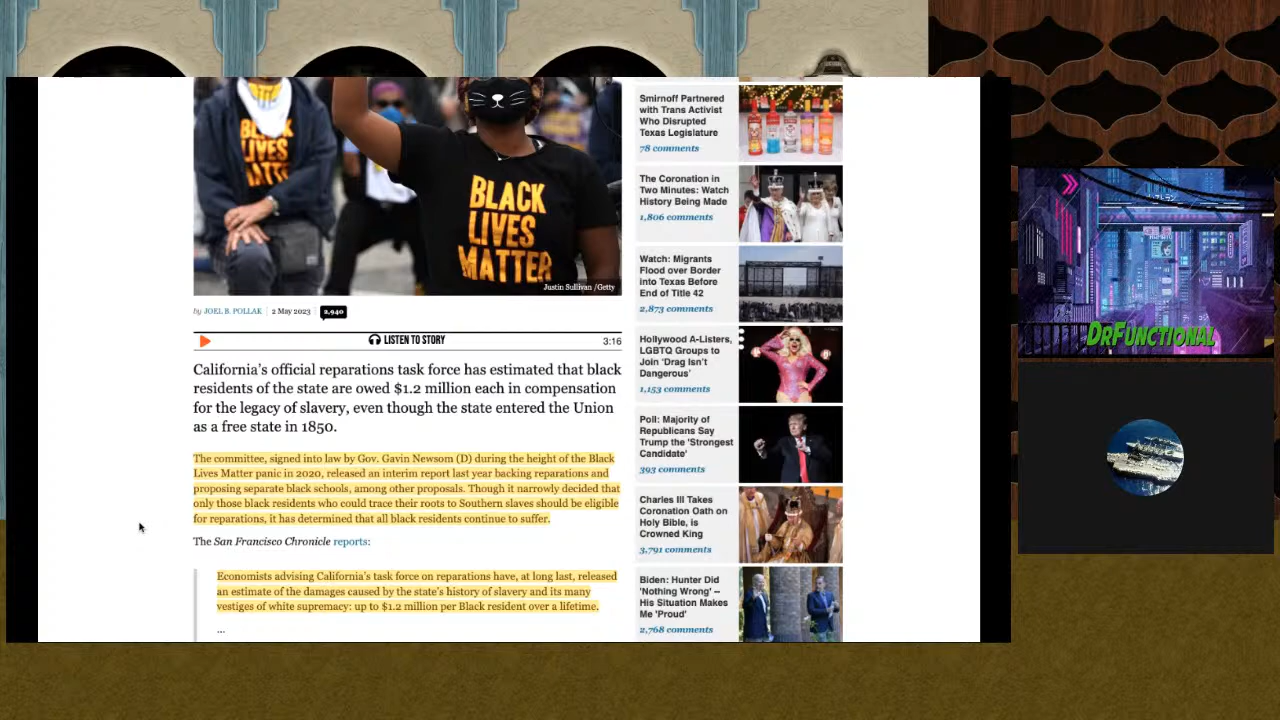 BLACK
LIVES
MATTER
BLACK
LIVES
MATTER
Justin Sullivan /Getty
by JOEL B. POLLAK | 2 May 2023 | 2,940
LISTEN TO STORY
3:16
California's official reparations task force has estimated that black
residents of the state are owed $1.2 million each in compensation
for the legacy of slavery, even though the state entered the Union
as a free state in 1850.
The committee, signed into law by Gov. Gavin Newsom (D) during the height of the Black
Lives Matter panic in 2020, released an interim report last year backing reparations and
proposing separate black schools, among other proposals. Though it narrowly decided that
only those black residents who could trace their roots to Southern slaves should be eligible
for reparations, it has determined that all black residents continue to suffer.
The San Francisco Chronicle reports:
Economists advising California's task force on reparations have, at long last, released
an estimate of the damages caused by the state's history of slavery and its many
vestiges of white supremacy: up to $1.2 million per Black resident over a lifetime.
...
Smirnoff Partnered
with Trans Activist
Who Disrupted
Texas Legislature
78 comments
The Coronation in
Two Minutes: Watch
History Being Made
1,806 comments
Watch: Migrants
Flood over Border
into Texas Before
End of Title 42
2,873 comments
Hollywood A-Listers,
LGBTQ Groups to
Join 'Drag Isn't
Dangerous'
1,153 comments
Poll: Majority of
Republicans Say
Trump the 'Strongest
Candidate'
393 comments
Charles III Takes
Coronation Oath on
Holy Bible, is
Crowned King
3,791 comments
Biden: Hunter Did
'Nothing Wrong' –
His Situation Makes
Me 'Proud'
2,768 comments
DRFUNCTIONAL